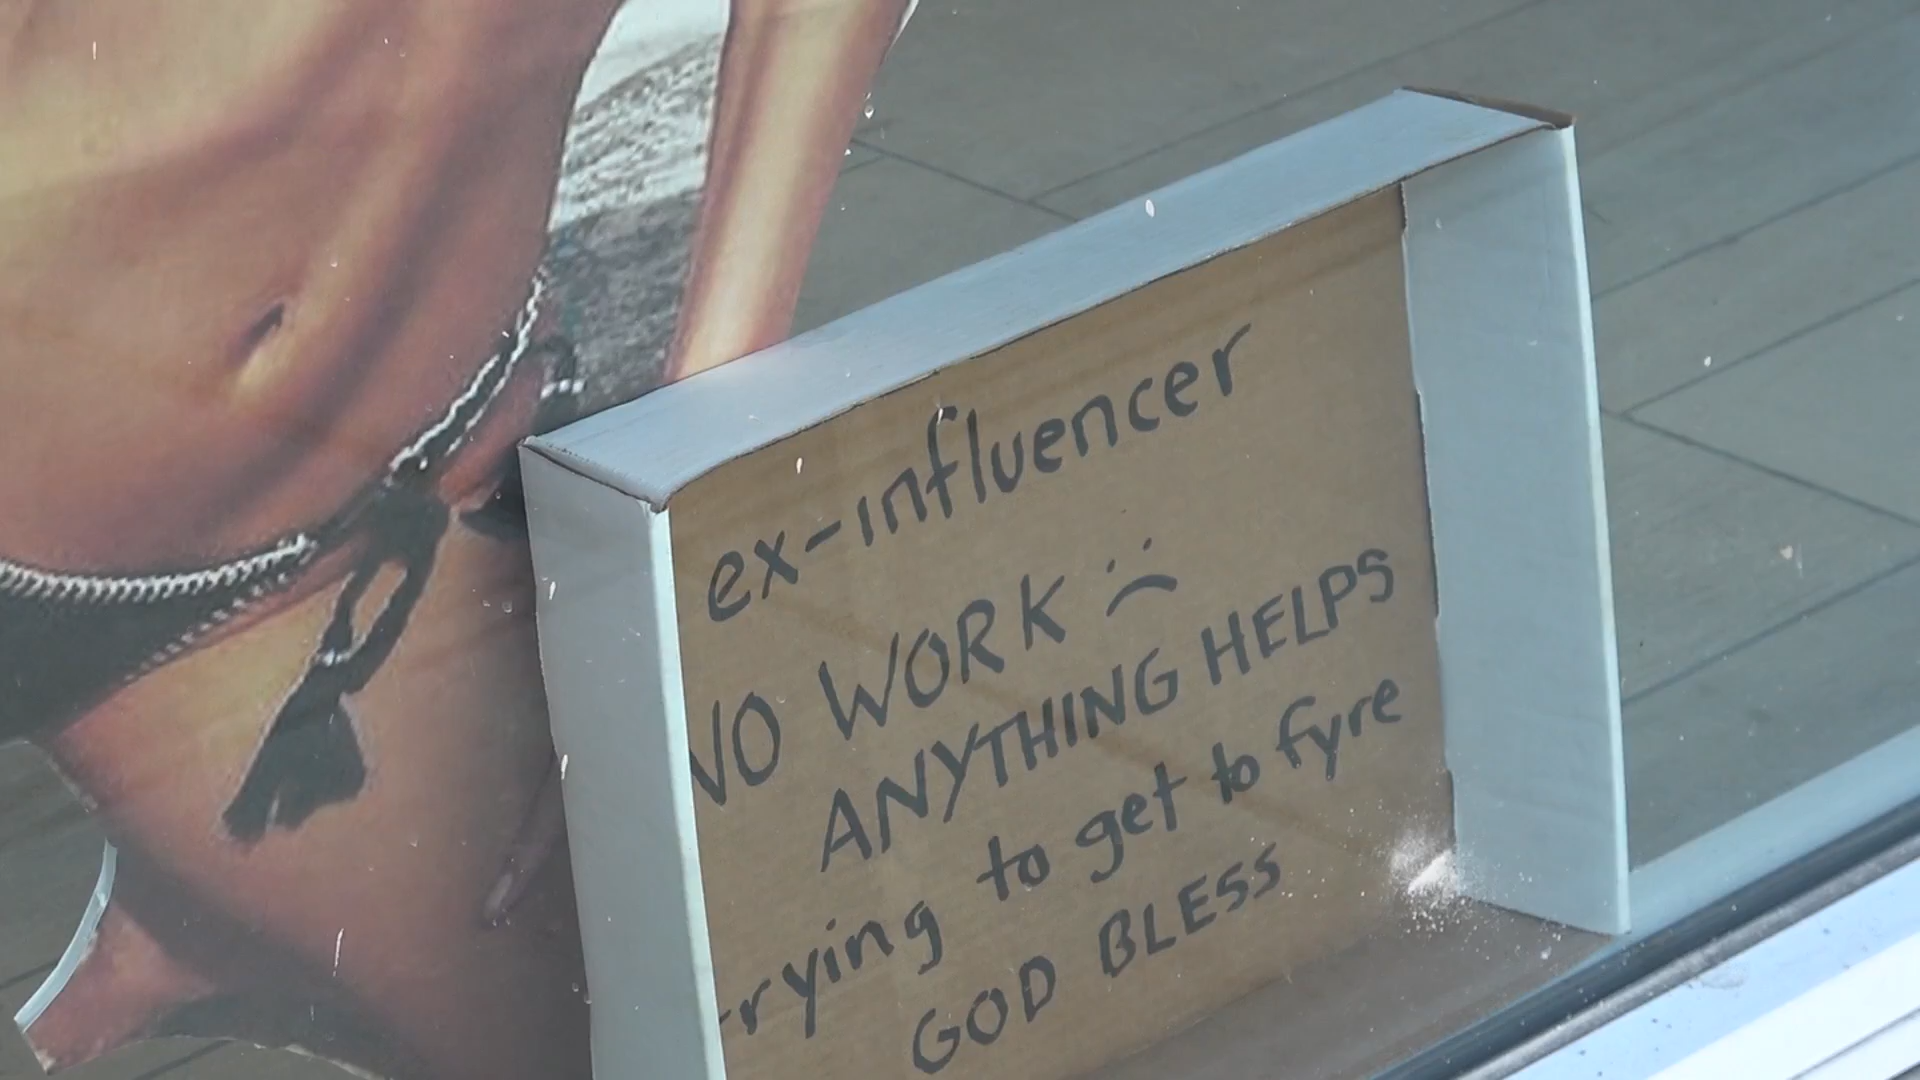 ex-influencer
NO WORK :(
ANYTHING HELPS
trying to get to fyre
GOD BLESS